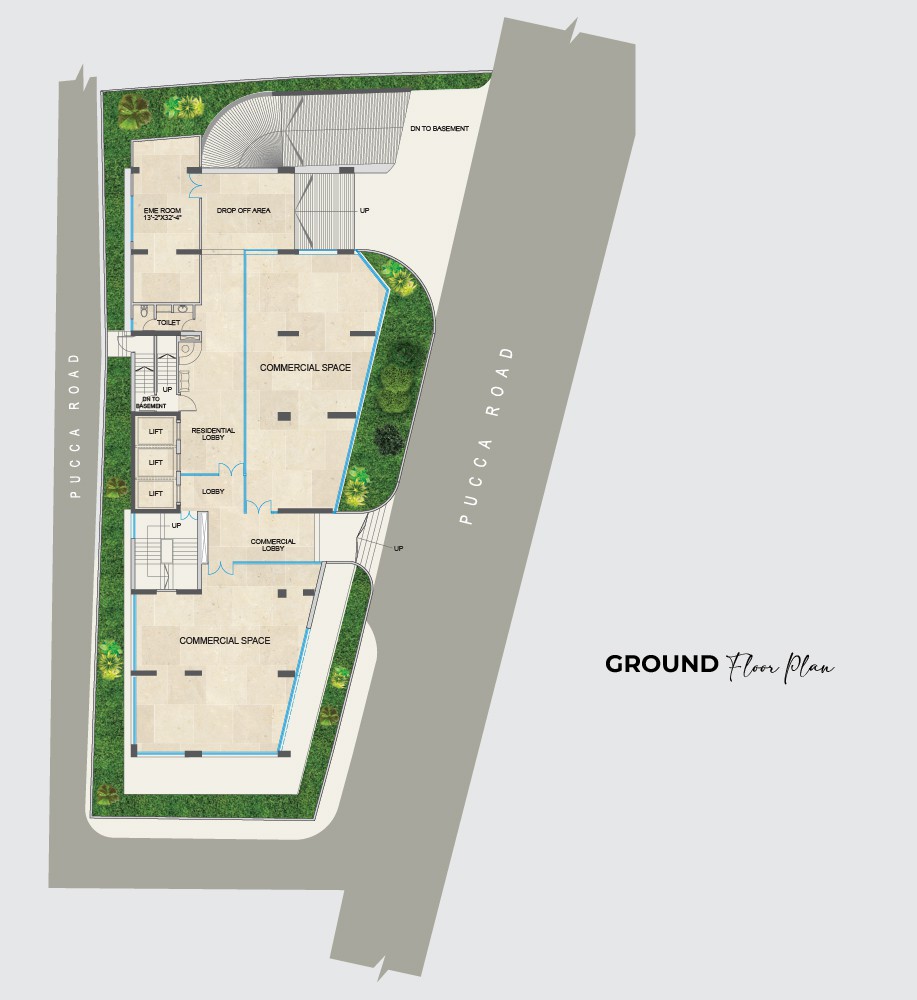 DN TO BASEMENT
EME ROOM
13'-2"X32'-4"
DROP OFF AREA
UP
TOILET
COMMERCIAL SPACE
UP
DN TO
BASEMENT
LIFT
RESIDENTIAL
LOBBY
LIFT
LIFT
LOBBY
UP
COMMERCIAL
LOBBY
UP
COMMERCIAL SPACE
PUCCA ROAD
PUCCA ROAD
GROUND Floor Plan